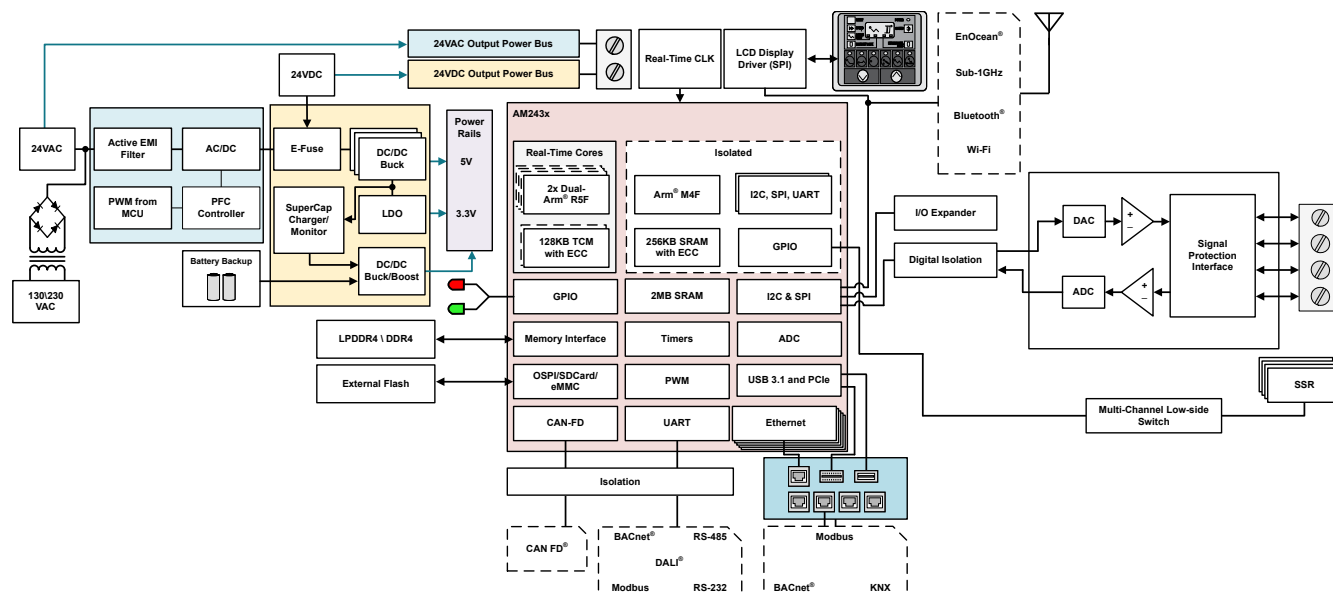 24VAC Output Power Bus
24VDC Output Power Bus
24VDC
Real-Time CLK
LCD Display
Driver (SPI)
EnOcean®
Sub-1GHz
Bluetooth®
Wi-Fi
24VAC
Active EMI
Filter
AC/DC
PWM from
MCU
PFC
Controller
130\230
VAC
E-Fuse
DC/DC
Buck
SuperCap
Charger/
Monitor
LDO
DC/DC
Buck/Boost
Battery Backup
Power
Rails
5V
3.3V
AM243x
Real-Time Cores
2x Dual-
Arm® R5F
128KB TCM
with ECC
Isolated
Arm® M4F
I2C, SPI, UART
256KB SRAM
with ECC
GPIO
GPIO
2MB SRAM
I2C & SPI
Memory Interface
Timers
ADC
OSPI/SDCard/
eMMC
PWM
USB 3.1 and PCIe
CAN-FD
UART
Ethernet
LPDDR4 \ DDR4
External Flash
I/O Expander
Digital Isolation
DAC
+
–
ADC
+
–
Signal
Protection
Interface
SSR
Multi-Channel Low-side
Switch
Isolation
CAN FD®
BACnet®
RS-485
DALI®
Modbus
RS-232
Modbus
BACnet®
KNX